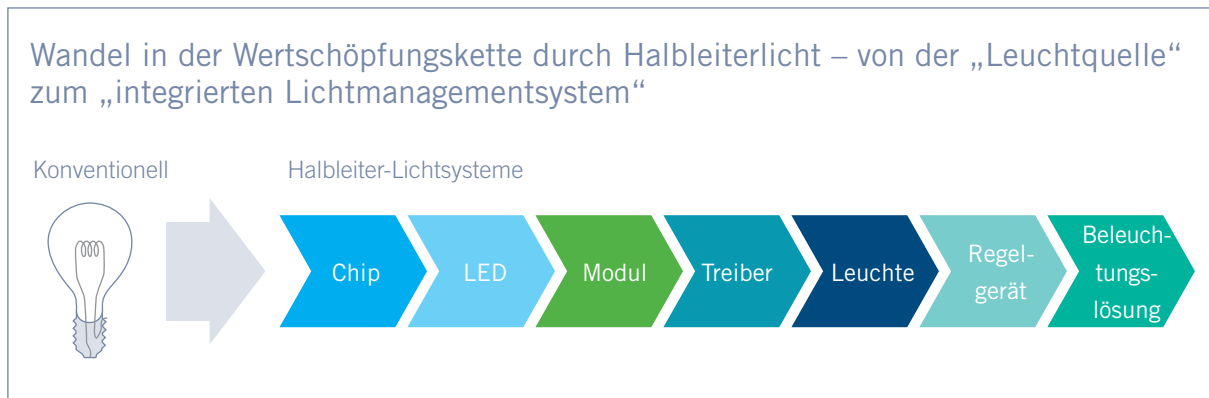 Wandel in der Wertschöpfungskette durch Halbleiterlicht – von der „Leuchtquelle“
zum „integrierten Lichtmanagementsystem“
Konventionell
Halbleiter-Lichtsysteme
Chip
LED
Modul
Treiber
Leuchte
Regel-
gerät
Beleuch-
tungs-
lösung